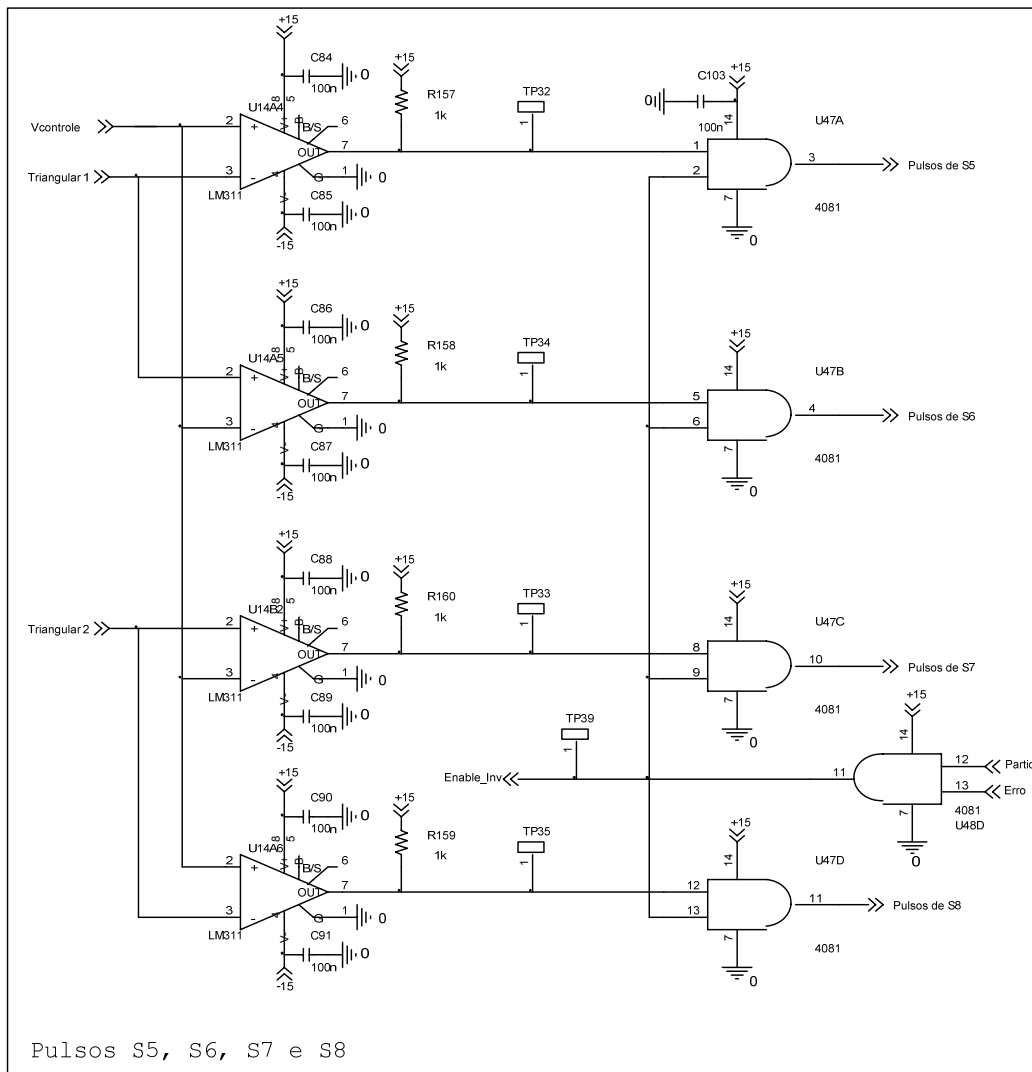 +15
C84
0
100n
U14A4
8
5
V+
B
B/S
6
+15
R157
1k
TP32
1
C103
+15
0
100n
14
U47A
Vcontrole
2
+
OUT
7
1
3
Pulsos de S5
Triangular 1
3
-
G
1
0
2
LM311
4
V-
C85
0
100n
-15
7
0
4081
+15
C86
0
100n
U14A5
8
5
V+
B
B/S
6
+15
R158
1k
TP34
1
+15
14
U47B
2
+
OUT
7
5
4
Pulsos de S6
3
-
G
1
0
6
LM311
4
V-
C87
0
100n
-15
7
0
4081
+15
C88
0
100n
U14B2
8
5
V+
B
B/S
6
+15
R160
1k
TP33
1
+15
14
U47C
Triangular 2
2
+
OUT
7
8
10
Pulsos de S7
3
-
G
1
0
9
LM311
4
V-
C89
0
100n
-15
7
0
4081
TP39
1
+15
14
Enable_Inv
11
12
Partic
13
Erro
7
4081
U48D
0
+15
C90
0
100n
U14A6
8
5
V+
B
B/S
6
+15
R159
1k
TP35
1
+15
14
U47D
2
+
OUT
7
12
11
Pulsos de S8
3
-
G
1
0
13
LM311
4
V-
C91
0
100n
-15
7
0
4081
Pulsos S5, S6, S7 e S8